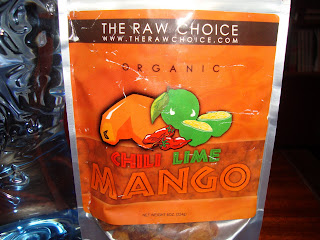 THE RAW CHOICE
WWW.THERAWCHOICE.COM
ORGANIC
CHILI LIME
MANGO